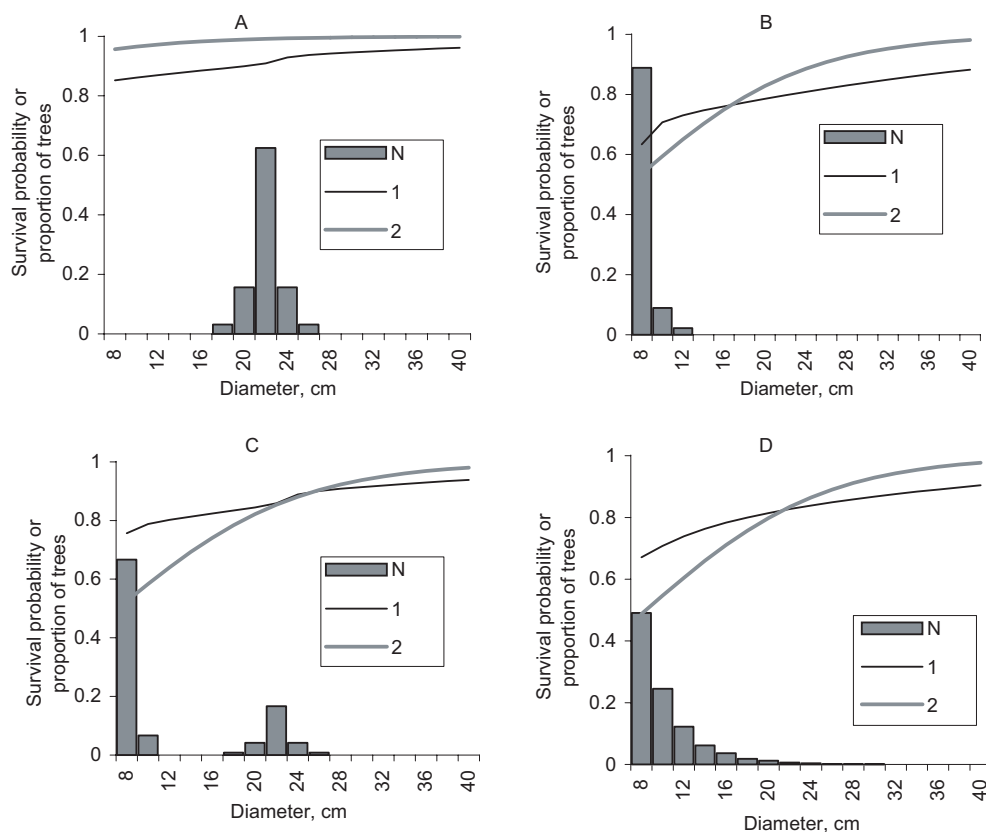 A
Survival probability or
proportion of trees
1
0.8
0.6
0.4
0.2
0
N
1
2
8 12 16 20 24 28 32 36 40
Diameter, cm
B
Survival probability or
proportion of trees
1
0.8
0.6
0.4
0.2
0
N
1
2
8 12 16 20 24 28 32 36 40
Diameter, cm
C
Survival probability or
proportion of trees
1
0.8
0.6
0.4
0.2
0
N
1
2
8 12 16 20 24 28 32 36 40
Diameter, cm
D
Survival probability or
proportion of trees
1
0.8
0.6
0.4
0.2
0
N
1
2
8 12 16 20 24 28 32 36 40
Diameter, cm